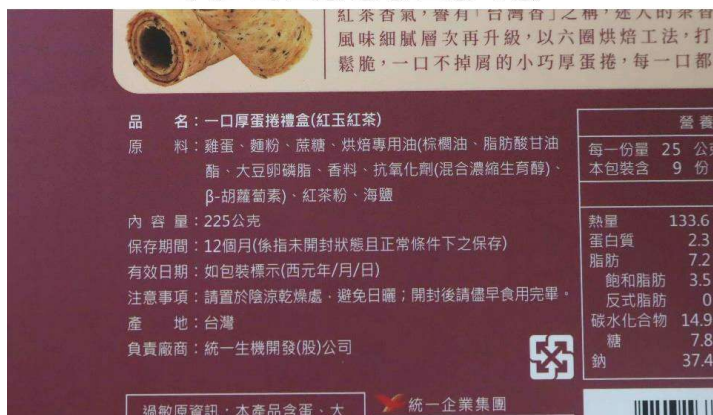 紅茶香氣，譽有「台灣香」之稱，迷人的茶香
風味細膩層次再升級，以六圈烘焙工法，打
鬆脆，一口不掉屑的小巧厚蛋捲，每一口都
品　　名：一口厚蛋捲禮盒(紅玉紅茶)
原　　料：雞蛋、麵粉、蔗糖、烘焙專用油(棕櫚油、脂肪酸甘油
酯、大豆卵磷脂、香料、抗氧化劑(混合濃縮生育醇)、
β-胡蘿蔔素)、紅茶粉、海鹽
內 容 量：225公克
保存期間：12個月(係指未開封狀態且正常條件下之保存)
有效日期：如包裝標示(西元年/月/日)
注意事項：請置於陰涼乾燥處，避免日曬；開封後請儘早食用完畢。
產　　地：台灣
負責廠商：統一生機開發(股)公司
過敏原資訊：本產品含蛋、大
統一企業集團
營養
每一份量 25 公克
本包裝含 9 份
熱量 133.6
蛋白質 2.3
脂肪 7.2
飽和脂肪 3.5
反式脂肪 0
碳水化合物 14.9
糖 7.8
鈉 37.4